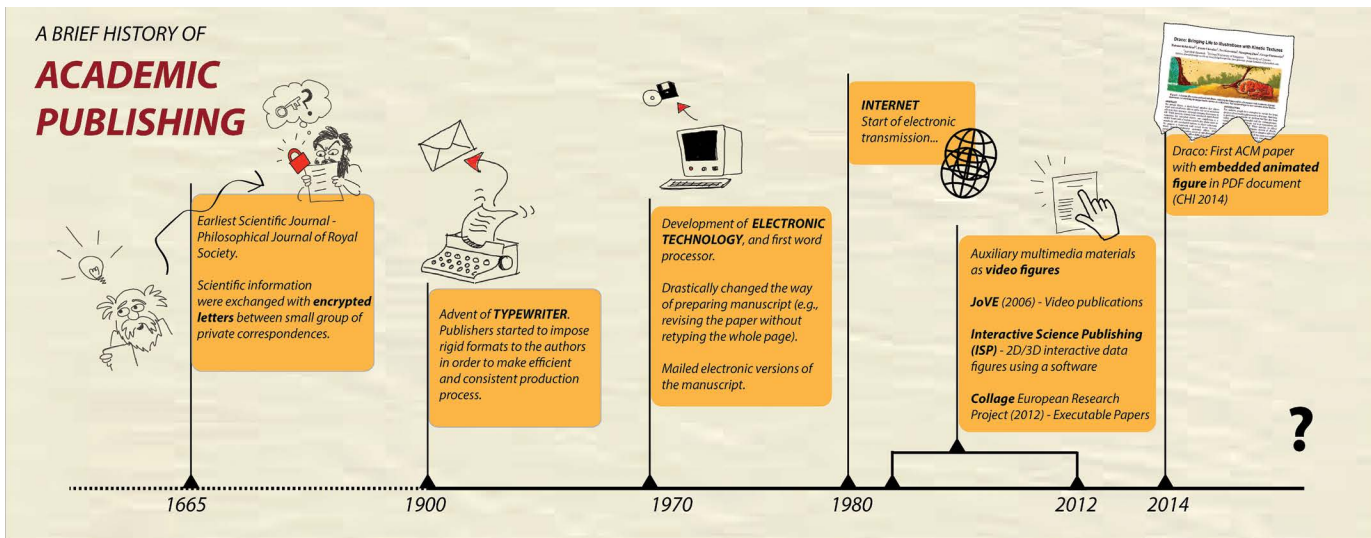 A BRIEF HISTORY OF
ACADEMIC
PUBLISHING
Earliest Scientific Journal -
Philosophical Journal of Royal
Society.
Scientific information
were exchanged with encrypted
letters between small group of
private correspondences.
Advent of TYPEWRITER.
Publishers started to impose
rigid formats to the authors
in order to make efficient
and consistent production
process.
Development of ELECTRONIC
TECHNOLOGY, and first word
processor.
Drastically changed the way
of preparing manuscript (e.g.,
revising the paper without
retyping the whole page).
Mailed electronic versions of
the manuscript.
INTERNET
Start of electronic
transmission...
Auxiliary multimedia materials
as video figures
JoVE (2006) - Video publications
Interactive Science Publishing
(ISP) - 2D/3D interactive data
figures using a software
Collage European Research
Project (2012) - Executable Papers
Draco: Bringing Life to Illustrations with Kinetic Textures
Draco: First ACM paper
with embedded animated
figure in PDF document
(CHI 2014)
?
1665
1900
1970
1980
2012
2014